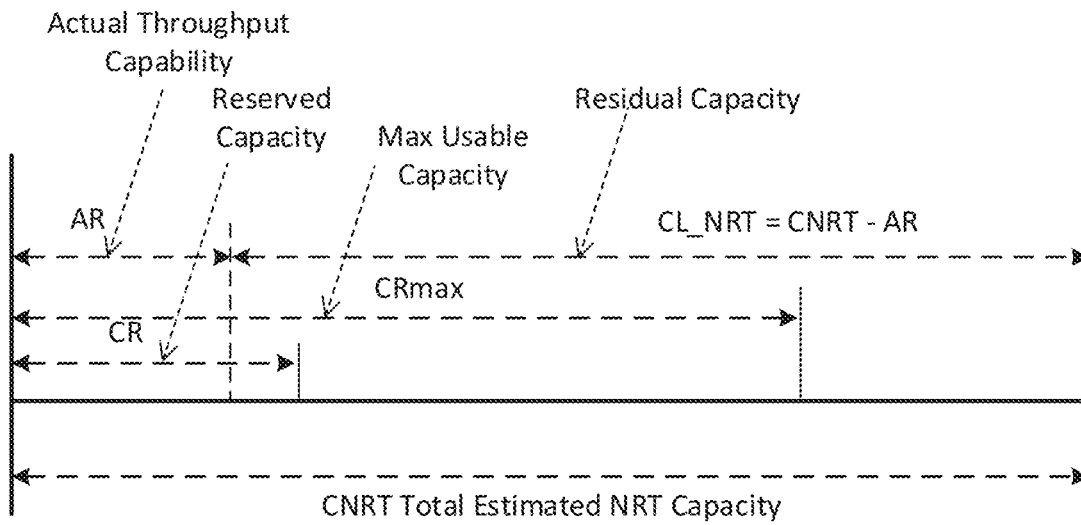 Actual Throughput
Capability
Reserved
Capacity
Residual Capacity
Max Usable
Capacity
AR
CL_NRT = CNRT - AR
CRmax
CR
CNRT Total Estimated NRT Capacity